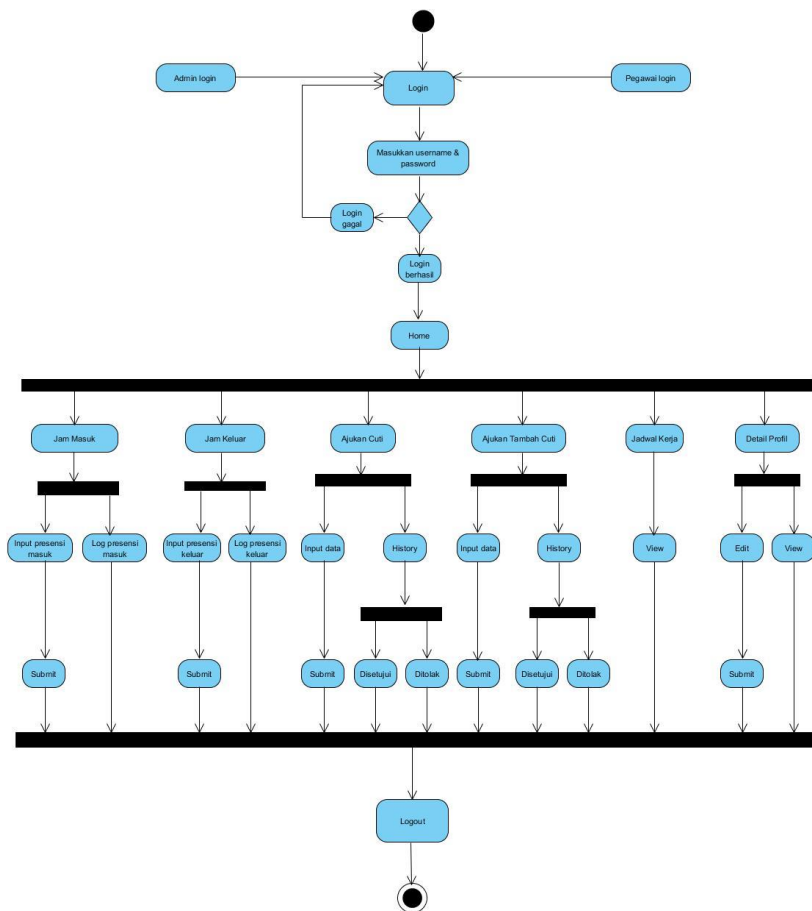 Admin login
Login
Pegawai login
Masukkan username &
password
Login
gagal
Login
berhasil
Home
Jam Masuk
Jam Keluar
Ajukan Cuti
Ajukan Tambah Cuti
Jadwal Kerja
Detail Profil
Input presensi
masuk
Log presensi
masuk
Input presensi
keluar
Log presensi
keluar
Input data
History
Input data
History
View
Edit
View
Submit
Submit
Submit
Disetujui
Ditolak
Submit
Disetujui
Ditolak
Submit
Logout